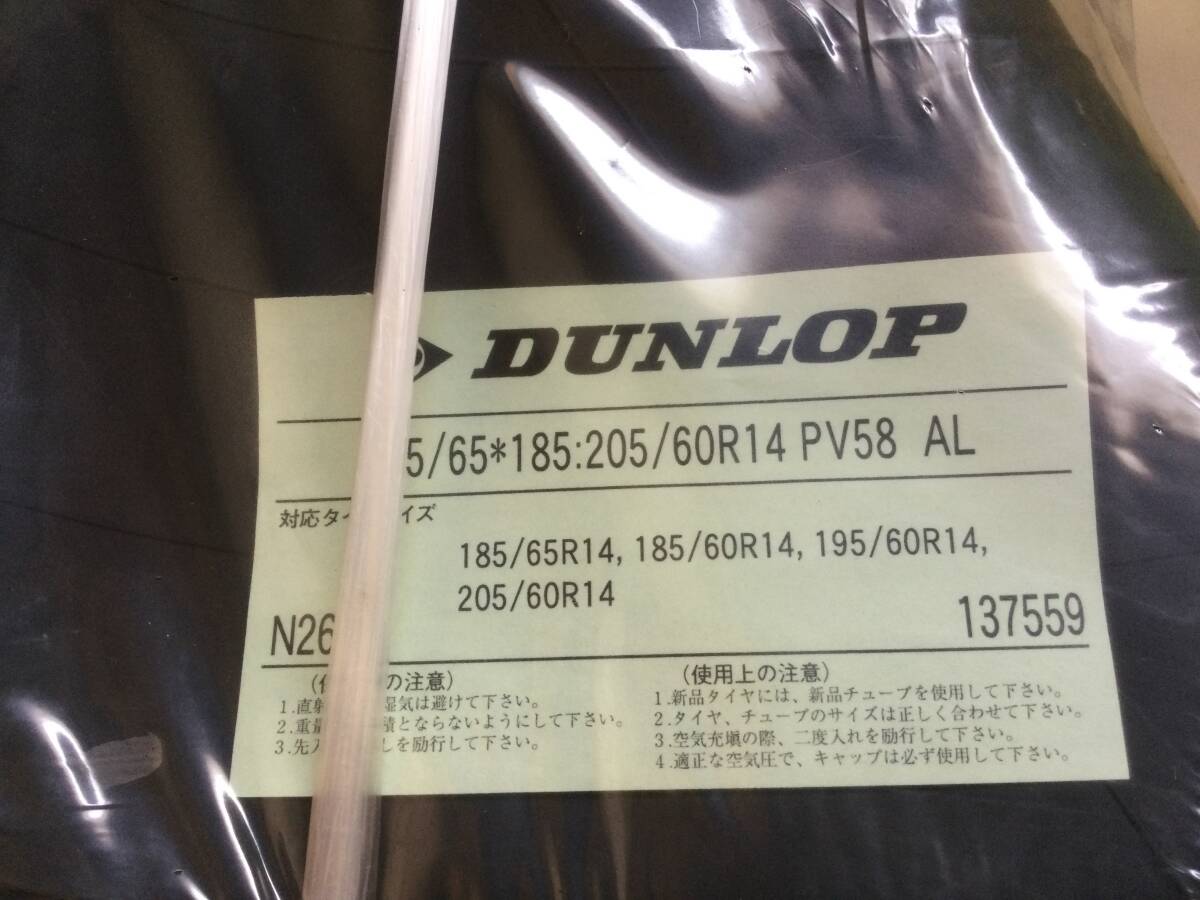 DUNLOP
5/65*185:205/60R14 PV58 AL
対応タイ イズ
185/65R14, 185/60R14, 195/60R14,
205/60R14
N26
137559
の注意)
1.直射 湿気は避けて下さい。
2.重量 積とならないようにして下さい。
3.先入 しを励行して下さい。
(使用上の注意)
1.新品タイヤには、新品チューブを使用して下さい。
2.タイヤ、チューブのサイズは正しく合わせて下さい。
3.空気充塡の際、二度入れを励行して下さい。
4.適正な空気圧で、キャップは必ず使用して下さい。